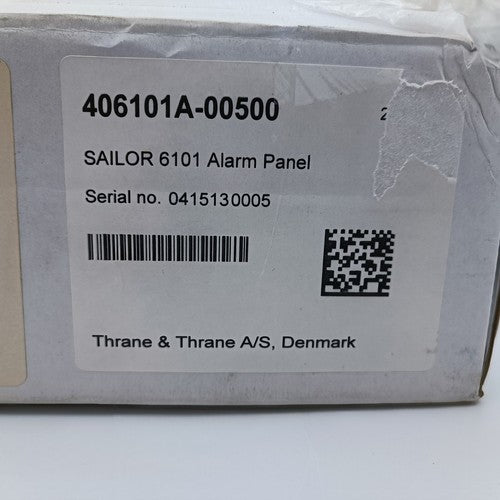 406101A-00500
SAILOR 6101 Alarm Panel
Serial no. 0415130005
Thrane & Thrane A/S, Denmark